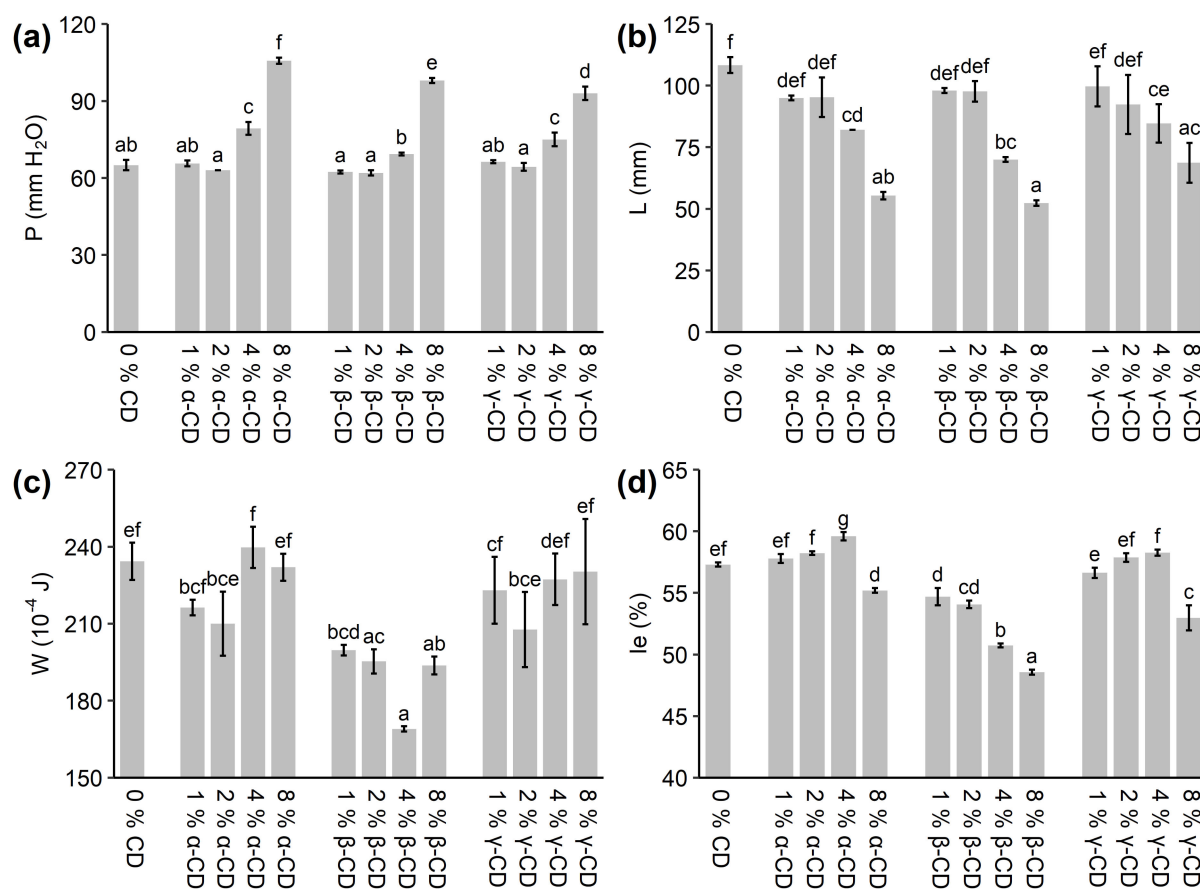 (a)
P (mm H₂O)
120
90
60
30
0
ab
ab
a
c
f
a
a
b
e
ab
a
c
d
0 % CD
1 % α-CD
2 % α-CD
4 % α-CD
8 % α-CD
1 % β-CD
2 % β-CD
4 % β-CD
8 % β-CD
1 % γ-CD
2 % γ-CD
4 % γ-CD
8 % γ-CD
(b)
L (mm)
125
100
75
50
25
0
f
def
def
cd
ab
def
def
bc
a
ef
def
ce
ac
0 % CD
1 % α-CD
2 % α-CD
4 % α-CD
8 % α-CD
1 % β-CD
2 % β-CD
4 % β-CD
8 % β-CD
1 % γ-CD
2 % γ-CD
4 % γ-CD
8 % γ-CD
(c)
W (10⁻⁴ J)
270
240
210
180
150
ef
bcf
bce
f
ef
bcd
ac
a
ab
cf
bce
def
ef
0 % CD
1 % α-CD
2 % α-CD
4 % α-CD
8 % α-CD
1 % β-CD
2 % β-CD
4 % β-CD
8 % β-CD
1 % γ-CD
2 % γ-CD
4 % γ-CD
8 % γ-CD
(d)
Ie (%)
65
60
55
50
45
40
ef
ef
f
g
d
d
cd
b
a
e
ef
f
c
0 % CD
1 % α-CD
2 % α-CD
4 % α-CD
8 % α-CD
1 % β-CD
2 % β-CD
4 % β-CD
8 % β-CD
1 % γ-CD
2 % γ-CD
4 % γ-CD
8 % γ-CD